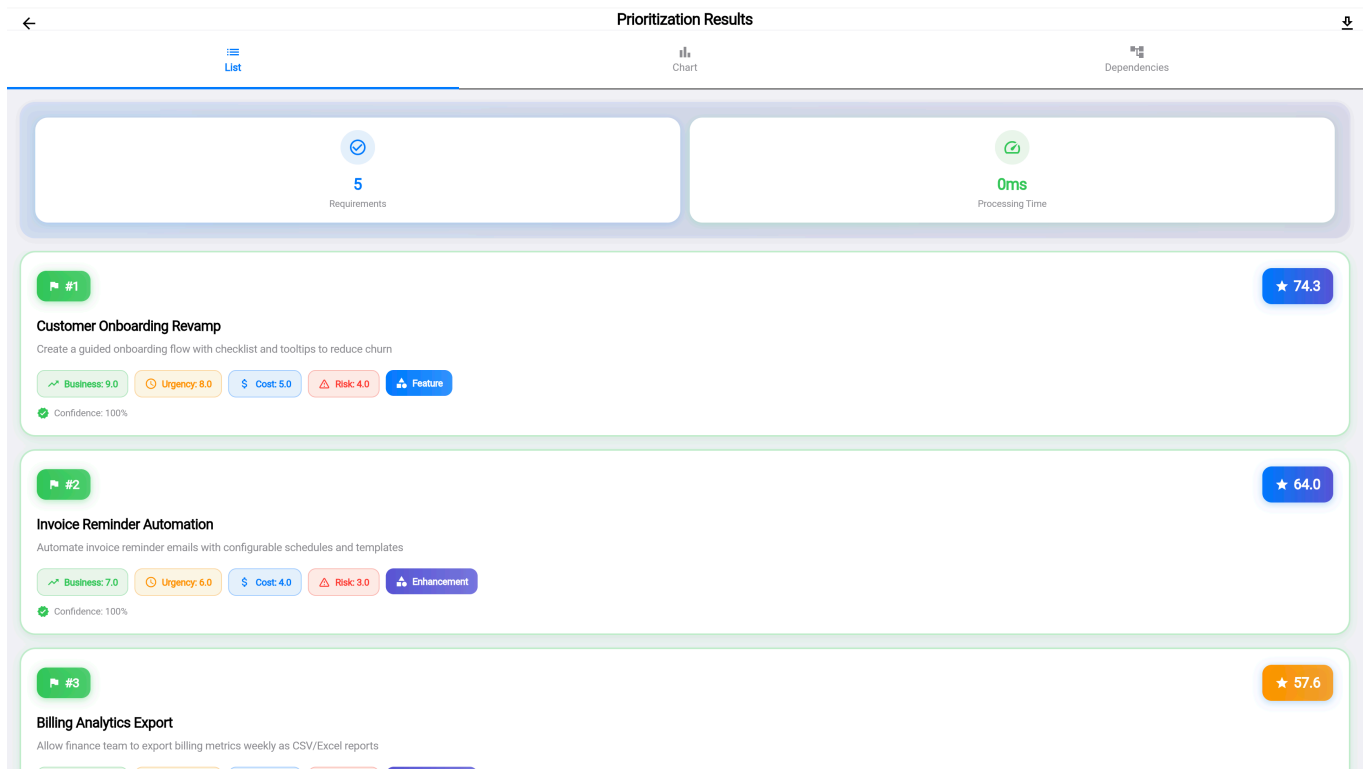 Prioritization Results
List
Chart
Dependencies
5
Requirements
0ms
Processing Time
#1
74.3
Customer Onboarding Revamp
Create a guided onboarding flow with checklist and tooltips to reduce churn
Business: 9.0 Urgency: 8.0 $ Cost: 5.0 Risk: 4.0 Feature
Confidence: 100%
#2
64.0
Invoice Reminder Automation
Automate invoice reminder emails with configurable schedules and templates
Business: 7.0 Urgency: 6.0 $ Cost: 4.0 Risk: 3.0 Enhancement
Confidence: 100%
#3
57.6
Billing Analytics Export
Allow finance team to export billing metrics weekly as CSV/Excel reports